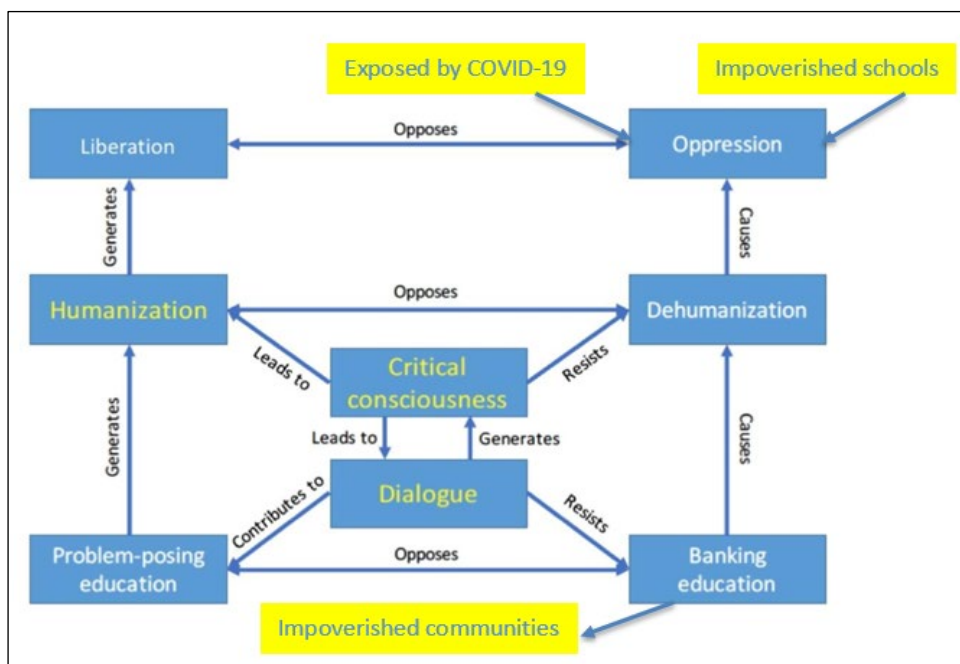 Exposed by COVID-19
Impoverished schools
Liberation
Opposes
Oppression
Generates
Causes
Humanization
Opposes
Dehumanization
Leads to
Critical
consciousness
Resists
Leads to
Generates
Generates
Causes
Dialogue
Contributes to
Resists
Problem-posing
education
Opposes
Banking
education
Impoverished communities